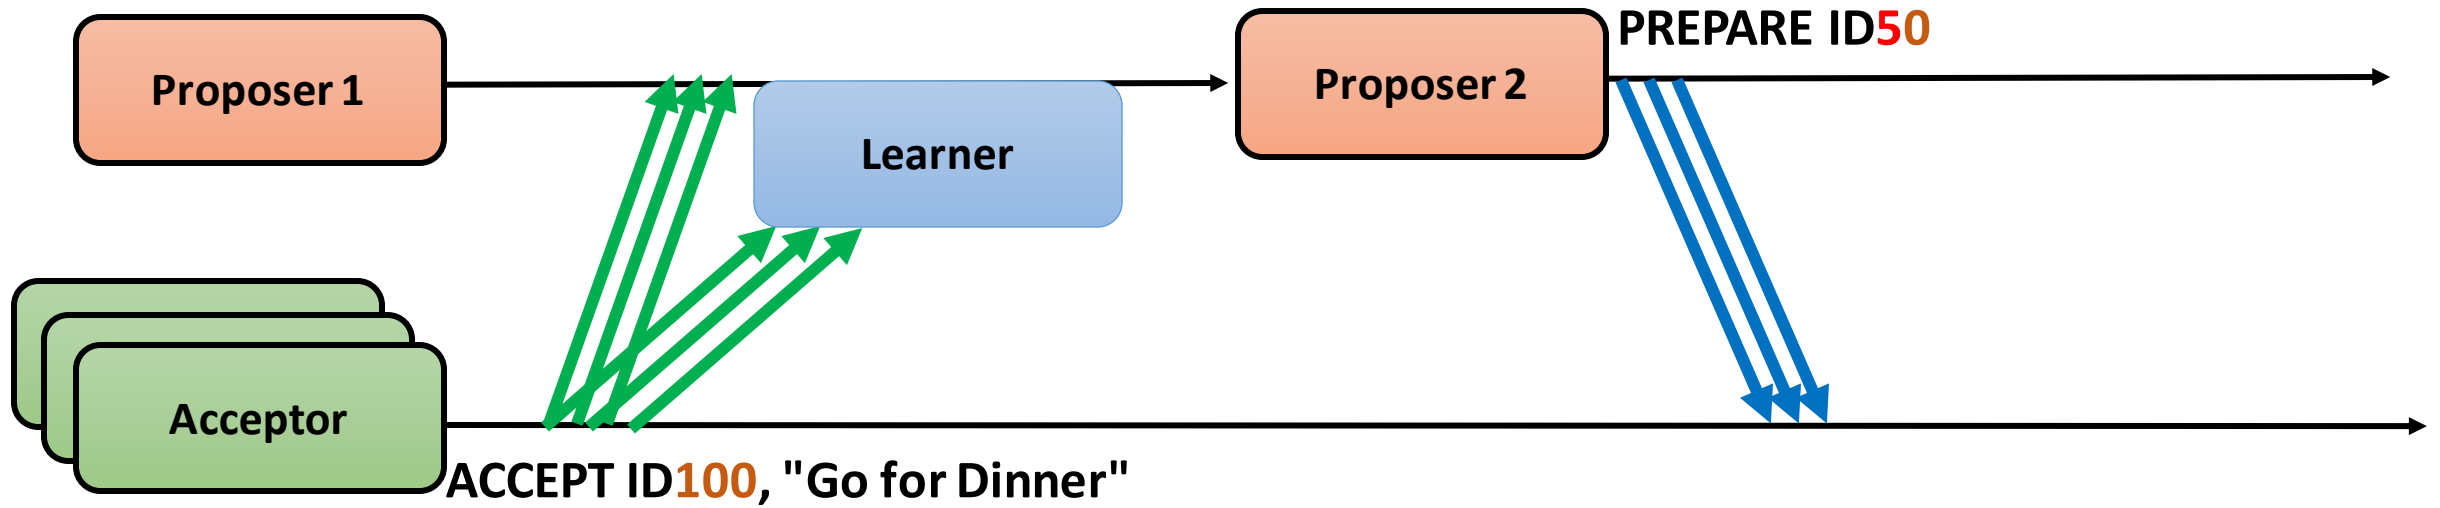 Proposer 1
Learner
Proposer 2
PREPARE ID50
Acceptor
ACCEPT ID100, "Go for Dinner"